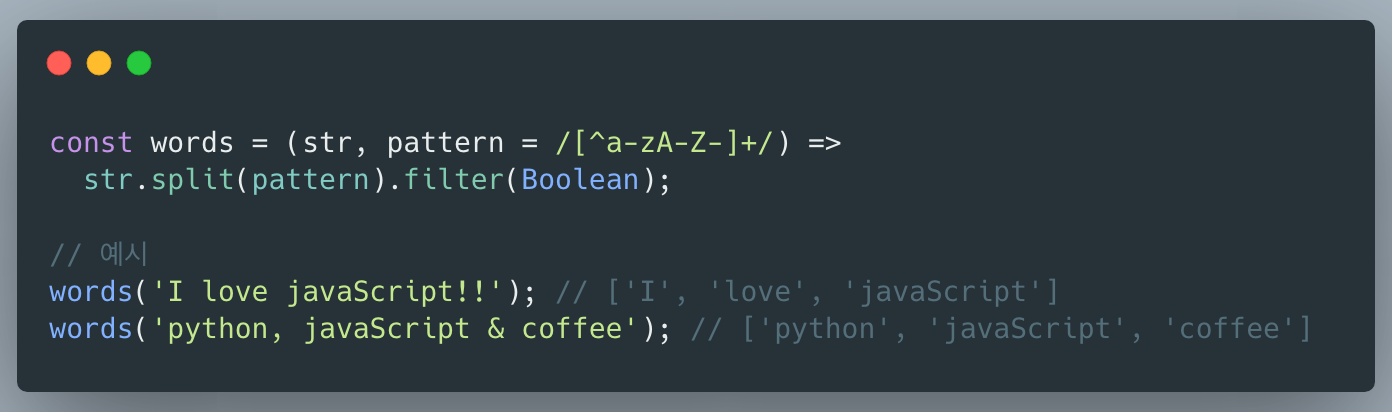 const words = (str, pattern = /[^a-zA-Z-]+/) =>
  str.split(pattern).filter(Boolean);

// 예시
words('I love javaScript!!'); // ['I', 'love', 'javaScript']
words('python, javaScript & coffee'); // ['python', 'javaScript', 'coffee']